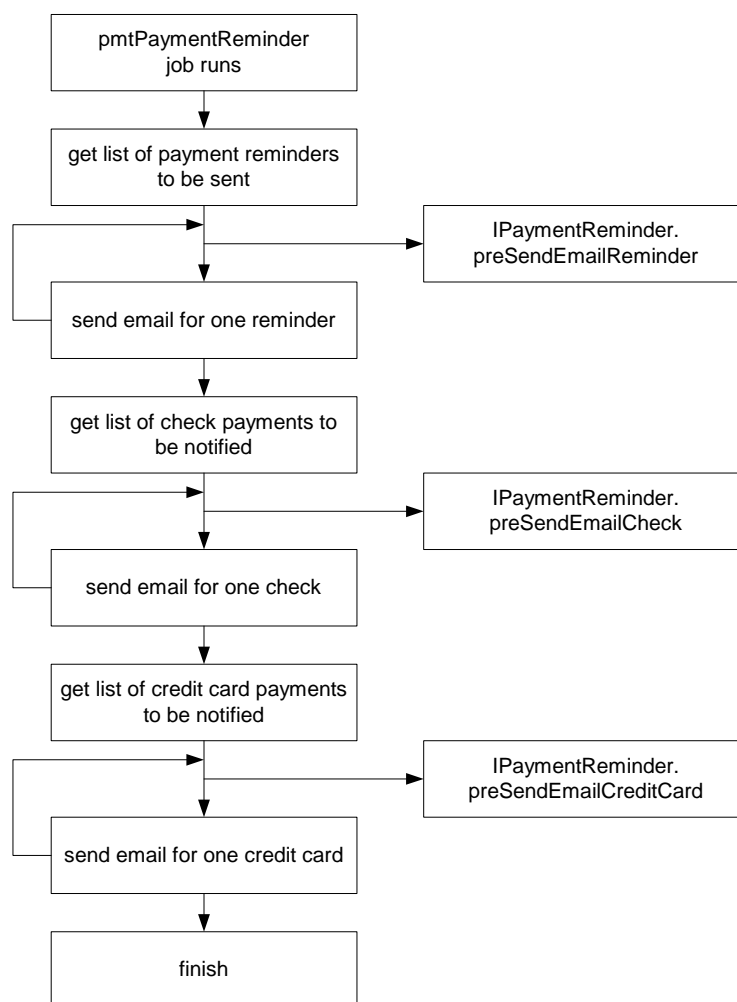 pmtPaymentReminder
job runs
get list of payment reminders
to be sent
IPaymentReminder.
preSendEmailReminder
send email for one reminder
get list of check payments to
be notified
IPaymentReminder.
preSendEmailCheck
send email for one check
get list of credit card payments
to be notified
IPaymentReminder.
preSendEmailCreditCard
send email for one credit card
finish